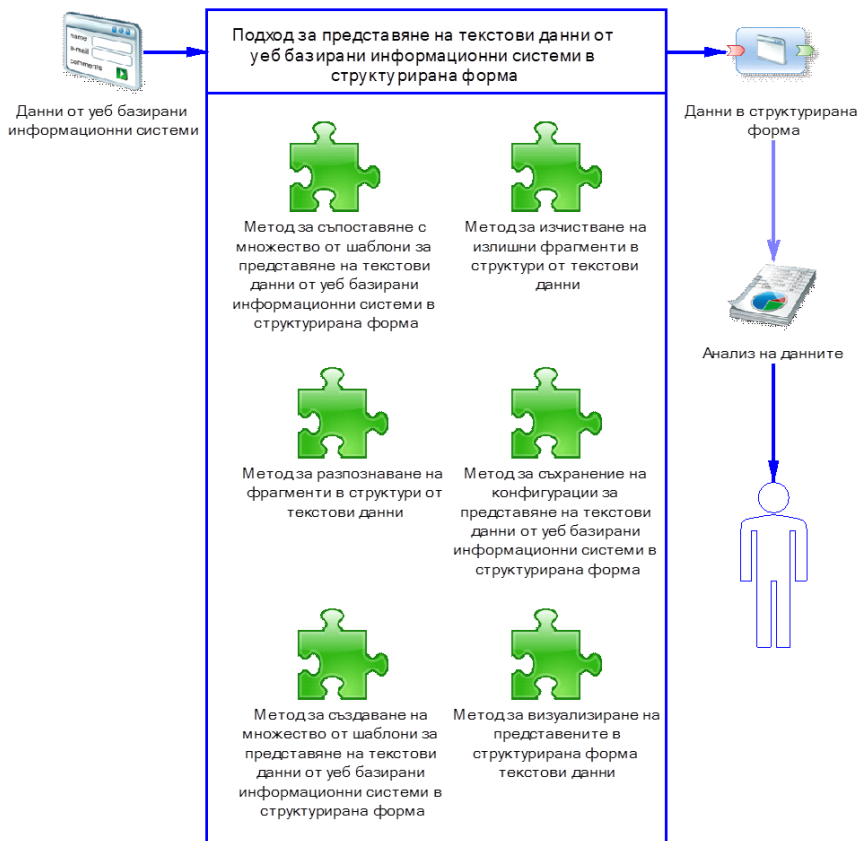 name
e-mail
comments
Данни от уеб базирани
информационни системи
Подход за представяне на текстови данни от
уеб базирани информационни системи в
структурирана форма
Данни в структурирана
форма
Метод за съпоставяне с
множество от шаблони за
представяне на текстови
данни от уеб базирани
информационни системи в
структурирана форма
Метод за изчистване на
излишни фрагменти в
структури от текстови
данни
Анализ на данните
Метод за разпознаване на
фрагменти в структури от
текстови данни
Метод за съхранение на
конфигурации за
представяне на текстови
данни от уеб базирани
информационни системи в
структурирана форма
Метод за създаване на
множество от шаблони за
представяне на текстови
данни от уеб базирани
информационни системи в
структурирана форма
Метод за визуализиране на
представените в
структурирана форма
текстови данни